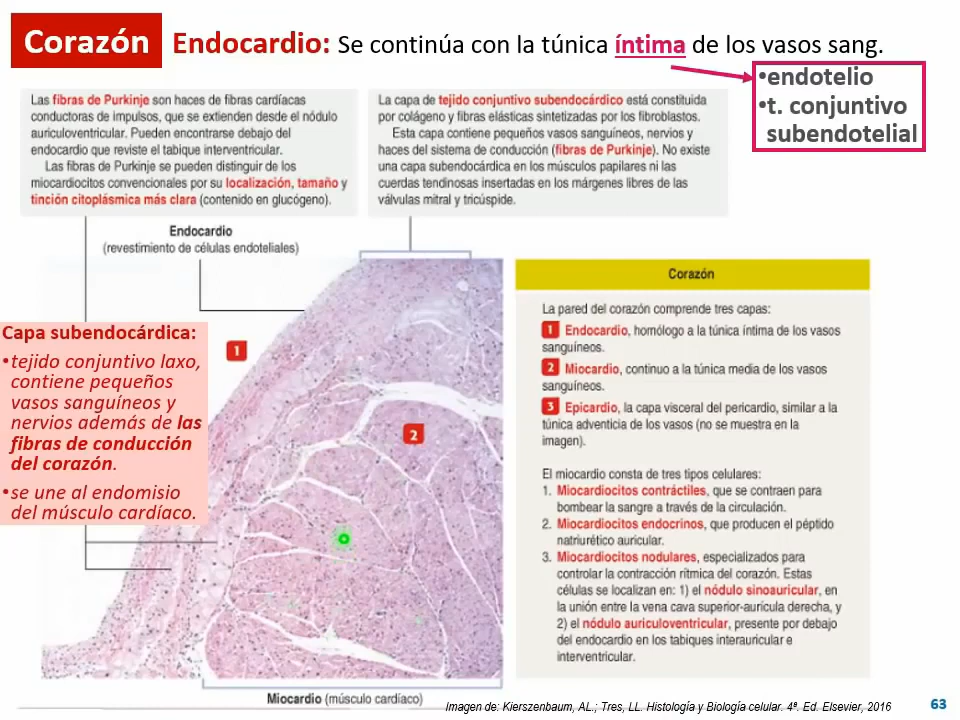 Corazón
Endocardio: Se continúa con la túnica íntima de los vasos sang.
•endotelio
•t. conjuntivo
subendotelial
Las fibras de Purkinje son haces de fibras cardíacas
conductoras de impulsos, que se extienden desde el nódulo
auriculoventricular. Pueden encontrarse debajo del
endocardio que reviste el tabique interventricular.
Las fibras de Purkinje se pueden distinguir de los
miocardiocitos convencionales por su localización, tamaño y
tinción citoplásmica más clara (contenido en glucógeno).
La capa de tejido conjuntivo subendocárdico está constituida
por colágeno y fibras elásticas sintetizadas por los fibroblastos.
Esta capa contiene pequeños vasos sanguíneos, nervios y
haces del sistema de conducción (fibras de Purkinje). No existe
una capa subendocárdica en los músculos papilares ni las
cuerdas tendinosas insertadas en los márgenes libres de las
válvulas mitral y tricúspide.
Endocardio
(revestimiento de células endoteliales)
Capa subendocárdica:
•tejido conjuntivo laxo,
contiene pequeños
vasos sanguíneos y
nervios además de las
fibras de conducción
del corazón.
•se une al endomisio
del músculo cardíaco.
1
2
Miocardio (músculo cardíaco)
Corazón
La pared del corazón comprende tres capas:
1 Endocardio, homólogo a la túnica íntima de los vasos
sanguíneos.
2 Miocardio, continuo a la túnica media de los vasos
sanguíneos.
3 Epicardio, la capa visceral del pericardio, similar a la
túnica adventicia de los vasos (no se muestra en la
imagen).
El miocardio consta de tres tipos celulares:
1. Miocardiocitos contráctiles, que se contraen para
bombear la sangre a través de la circulación.
2. Miocardiocitos endocrinos, que producen el péptido
natriurético auricular.
3. Miocardiocitos nodulares, especializados para
controlar la contracción rítmica del corazón. Estas
células se localizan en: 1) el nódulo sinoauricular, en
la unión entre la vena cava superior-aurícula derecha, y
2) el nódulo auriculoventricular, presente por debajo
del endocardio en los tabiques interauricular e
interventricular.
Imagen de: Kierszenbaum, AL.; Tres, LL. Histología y Biología celular. 4ª. Ed. Elsevier, 2016
63